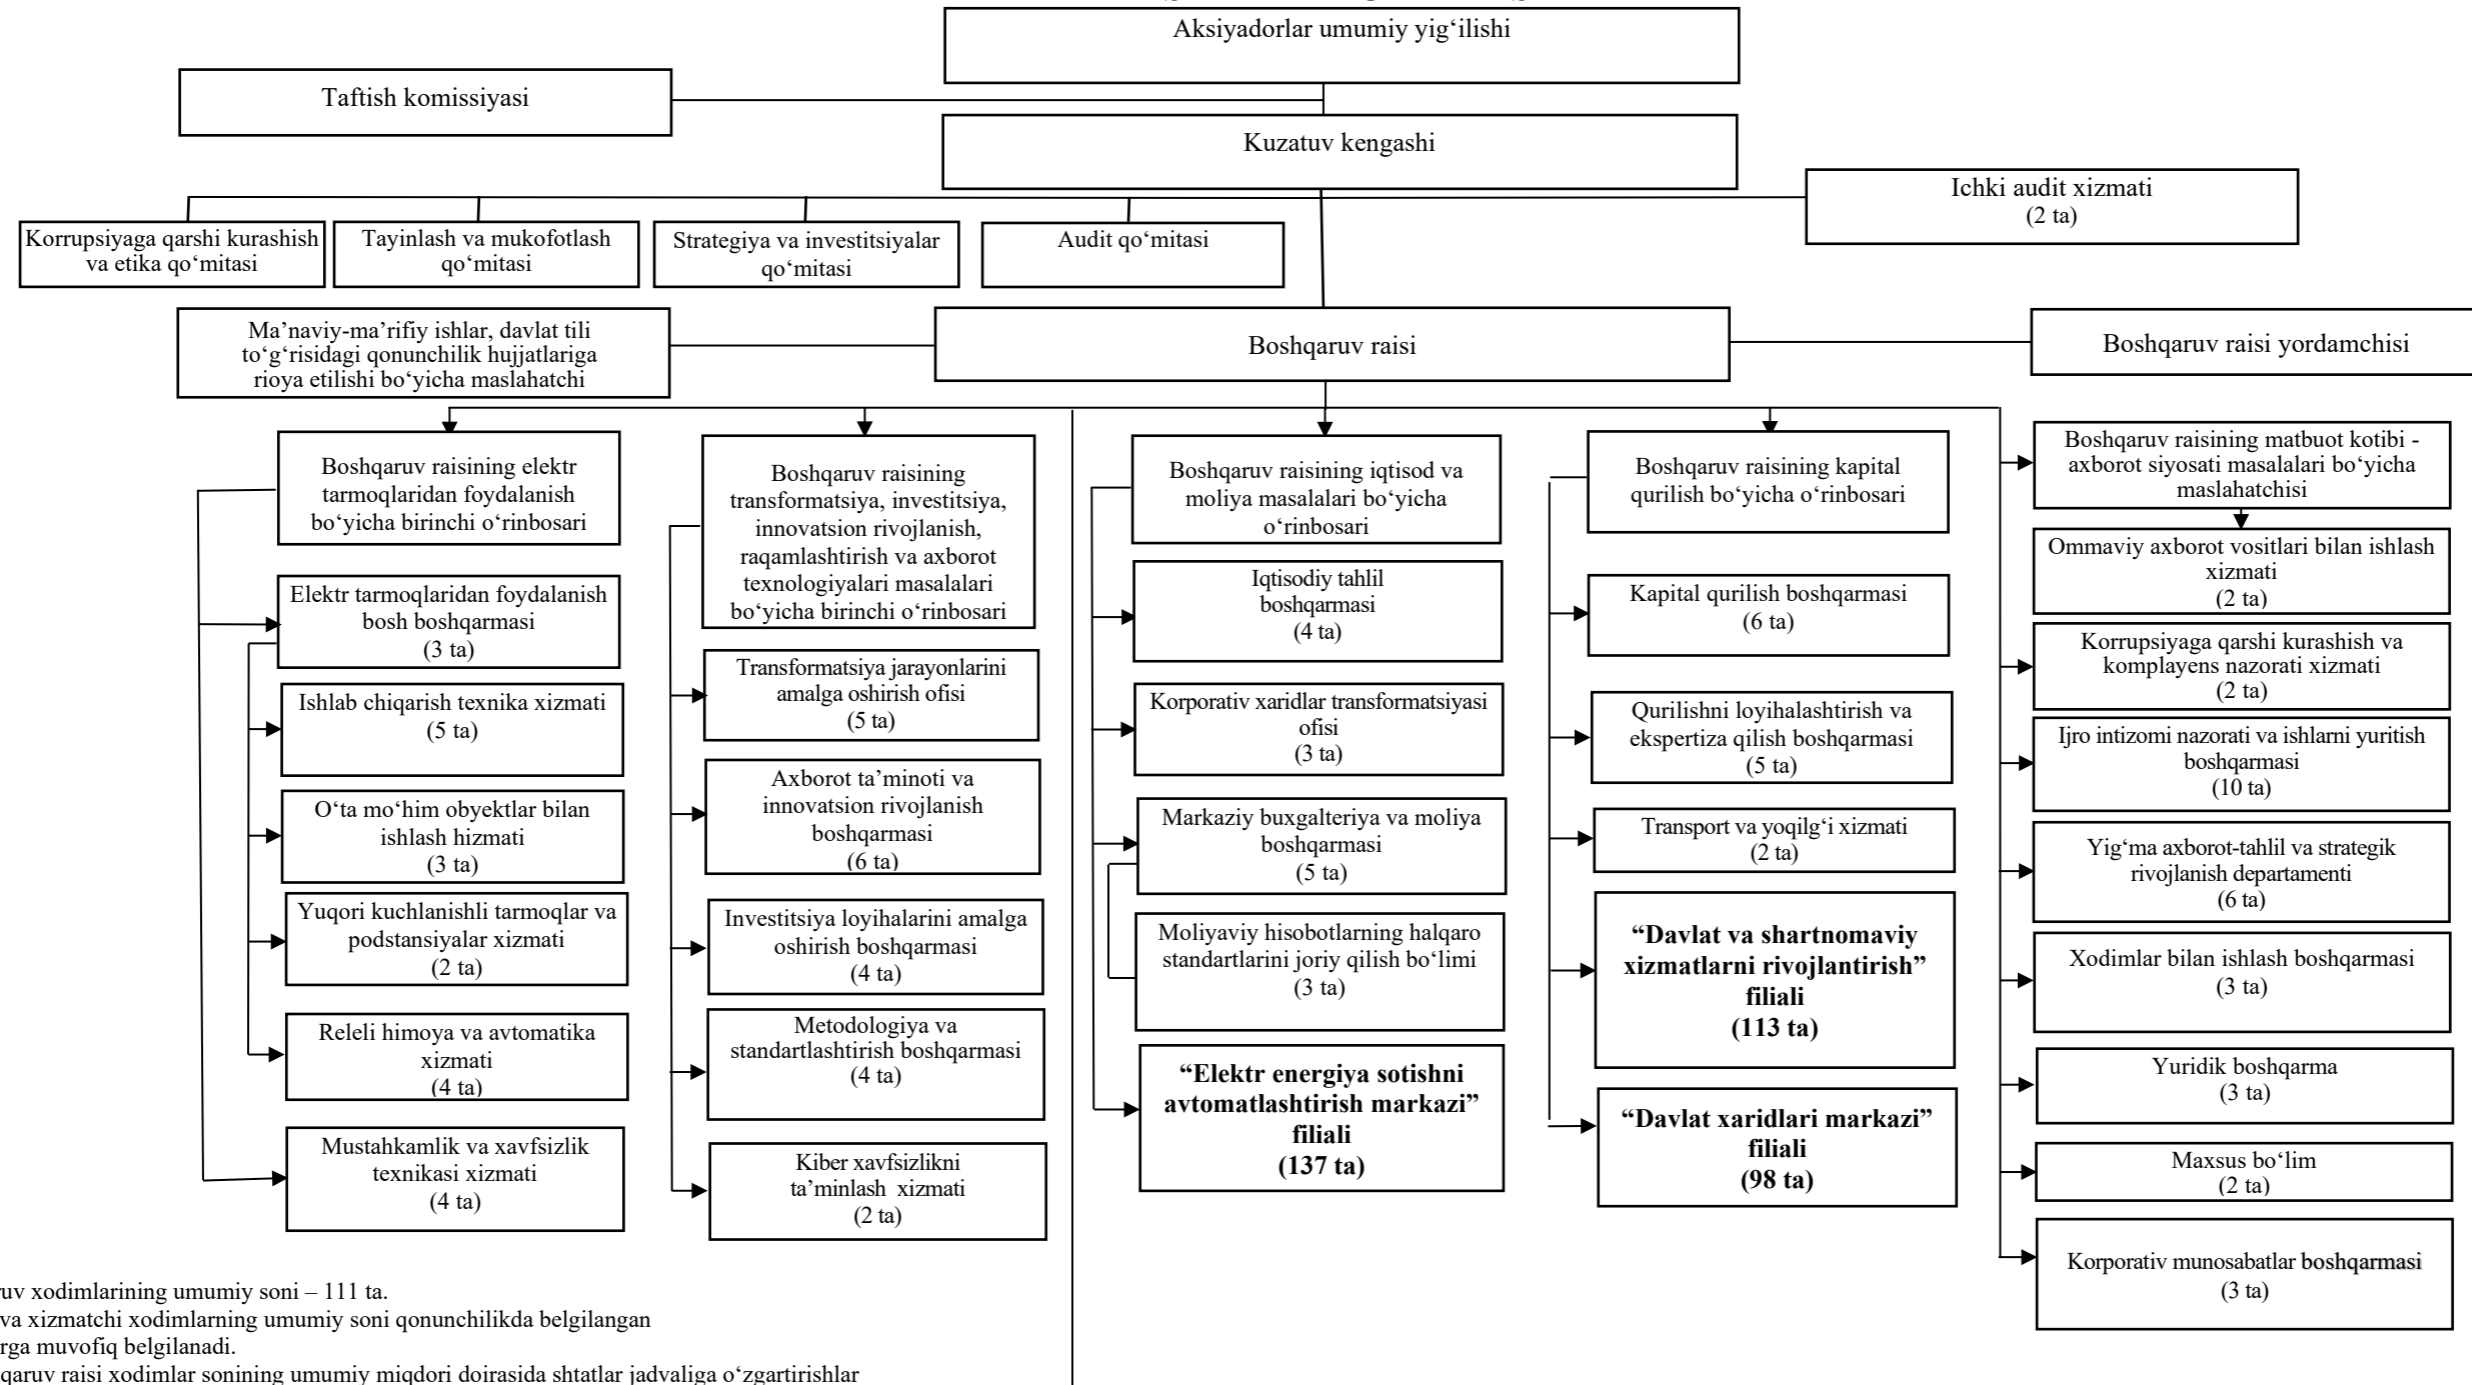 Aksiyadorlar umumiy yig‘ilishi
Taftish komissiyasi
Kuzatuv kengashi
Ichki audit xizmati
(2 ta)
Korrupsiyaga qarshi kurashish
va etika qo‘mitasi
Tayinlash va mukofotlash
qo‘mitasi
Strategiya va investitsiyalar
qo‘mitasi
Audit qo‘mitasi
Ma’naviy-ma’rifiy ishlar, davlat tili
to‘g‘risidagi qonunchilik hujjatlariga
rioya etilishi bo‘yicha maslahatchi
Boshqaruv raisi
Boshqaruv raisi yordamchisi
Boshqaruv raisining elektr
tarmoqlaridan foydalanish
bo‘yicha birinchi o‘rinbosari
Elektr tarmoqlaridan foydalanish
bosh boshqarmasi
(3 ta)
Ishlab chiqarish texnika xizmati
(5 ta)
O‘ta mo‘him obyektlar bilan
ishlash hizmati
(3 ta)
Yuqori kuchlanishli tarmoqlar va
podstansiyalar xizmati
(2 ta)
Releli himoya va avtomatika
xizmati
(4 ta)
Mustahkamlik va xavfsizlik
texnikasi xizmati
(4 ta)
Boshqaruv raisining
transformatsiya, investitsiya,
innovatsion rivojlanish,
raqamlashtirish va axborot
texnologiyalari masalalari
bo‘yicha birinchi o‘rinbosari
Transformatsiya jarayonlarini
amalga oshirish ofisi
(5 ta)
Axborot ta’minoti va
innovatsion rivojlanish
boshqarmasi
(6 ta)
Investitsiya loyihalarini amalga
oshirish boshqarmasi
(4 ta)
Metodologiya va
standartlashtirish boshqarmasi
(4 ta)
Kiber xavfsizlikni
ta’minlash xizmati
(2 ta)
Boshqaruv raisining iqtisod va
moliya masalalari bo‘yicha
o‘rinbosari
Iqtisodiy tahlil
boshqarmasi
(4 ta)
Korporativ xaridlar transformatsiyasi
ofisi
(3 ta)
Markaziy buxgalteriya va moliya
boshqarmasi
(5 ta)
Moliyaviy hisobotlarning halqaro
standartlarini joriy qilish bo‘limi
(3 ta)
“Elektr energiya sotishni
avtomatlashtirish markazi”
filiali
(137 ta)
Boshqaruv raisining kapital
qurilish bo‘yicha o‘rinbosari
Kapital qurilish boshqarmasi
(6 ta)
Qurilishni loyihalashtirish va
ekspertiza qilish boshqarmasi
(5 ta)
Transport va yoqilg‘i xizmati
(2 ta)
“Davlat va shartnomaviy
xizmatlarni rivojlantirish”
filiali
(113 ta)
“Davlat xaridlari markazi”
filiali
(98 ta)
Boshqaruv raisining matbuot kotibi -
axborot siyosati masalalari bo‘yicha
maslahatchisi
Ommaviy axborot vositlari bilan ishlash
xizmati
(2 ta)
Korrupsiyaga qarshi kurashish va
komplayens nazorati xizmati
(2 ta)
Ijro intizomi nazorati va ishlarni yuritish
boshqarmasi
(10 ta)
Yig‘ma axborot-tahlil va strategik
rivojlanish departamenti
(6 ta)
Xodimlar bilan ishlash boshqarmasi
(3 ta)
Yuridik boshqarma
(3 ta)
Maxsus bo‘lim
(2 ta)
Korporativ munosabatlar boshqarmasi
(3 ta)
uv xodimlarining umumiy soni – 111 ta.
va xizmatchi xodimlarning umumiy soni qonunchilikda belgilangan
rga muvofiq belgilanadi.
qaruv raisi xodimlar sonining umumiy miqdori doirasida shtatlar jadvaliga o‘zgartirishlar